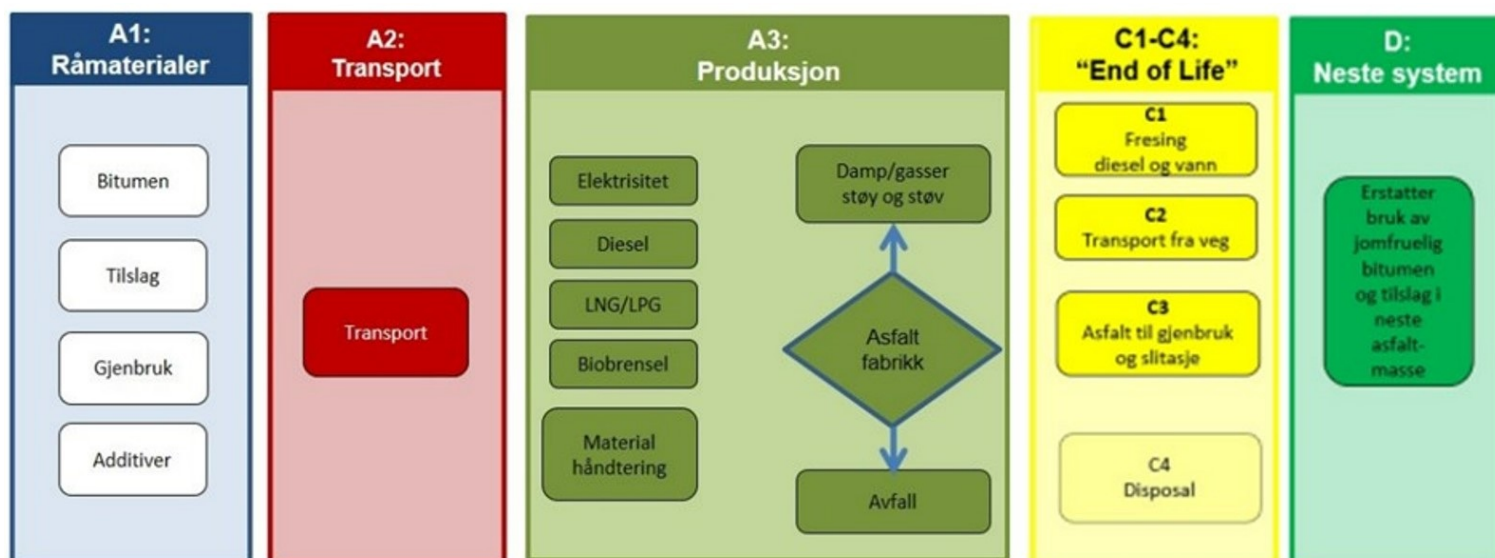 A1:
Råmaterialer
Bitumen
Tilslag
Gjenbruk
Additiver
A2:
Transport
Transport
A3:
Produksjon
Elektrisitet
Diesel
LNG/LPG
Biobrensel
Material
håndtering
Damp/gasser
støy og støv
Asfalt
fabrikk
Avfall
C1-C4:
“End of Life”
C1
Fresing
diesel og vann
C2
Transport fra veg
C3
Asfalt til gjenbruk
og slitasje
C4
Disposal
D:
Neste system
Erstatter
bruk av
jomfruelig
bitumen
og tilslag i
neste
asfalt-
masse